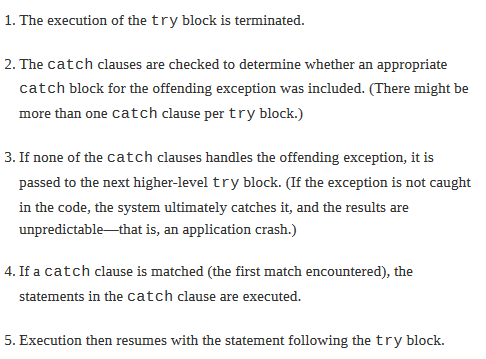 1. The execution of the try block is terminated.
2. The catch clauses are checked to determine whether an appropriate
catch block for the offending exception was included. (There might be
more than one catch clause per try block.)
3. If none of the catch clauses handles the offending exception, it is
passed to the next higher-level try block. (If the exception is not caught
in the code, the system ultimately catches it, and the results are
unpredictable—that is, an application crash.)
4. If a catch clause is matched (the first match encountered), the
statements in the catch clause are executed.
5. Execution then resumes with the statement following the try block.